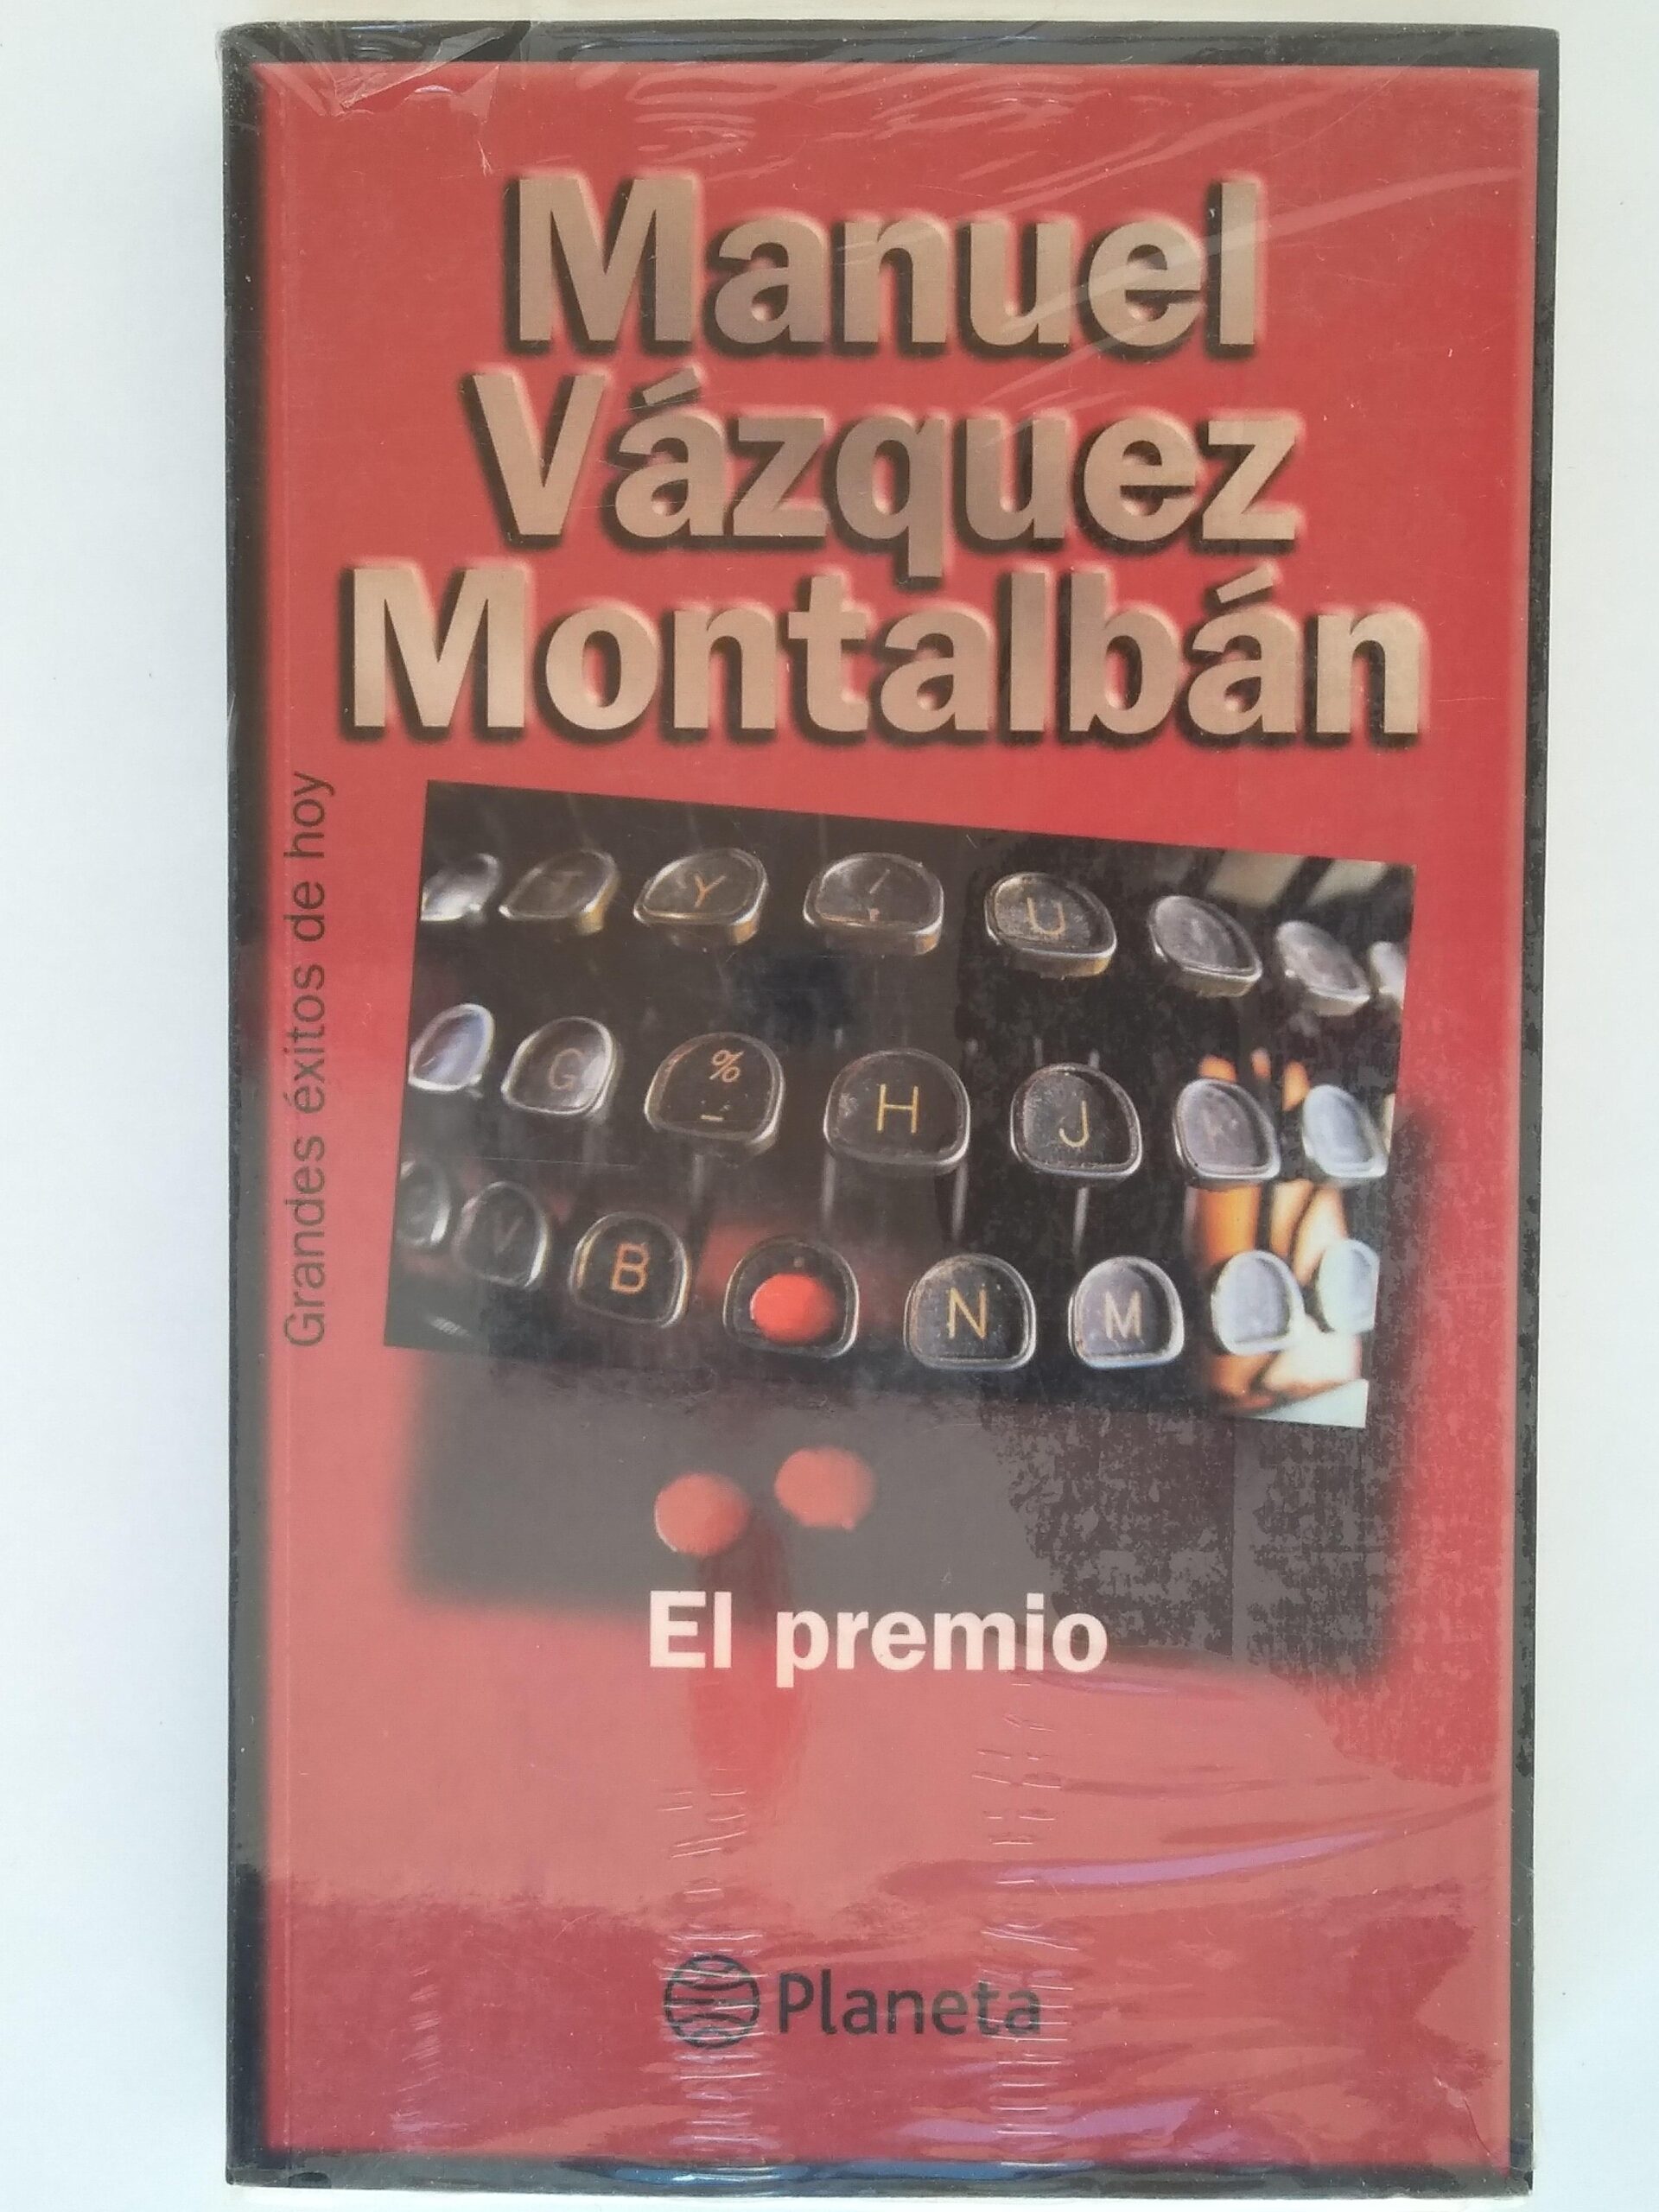 Manuel
Vázquez
Montalbán
Grandes éxitos de hoy
Y
U
G
%
_
H
J
V
B
N
M
El premio
Planeta